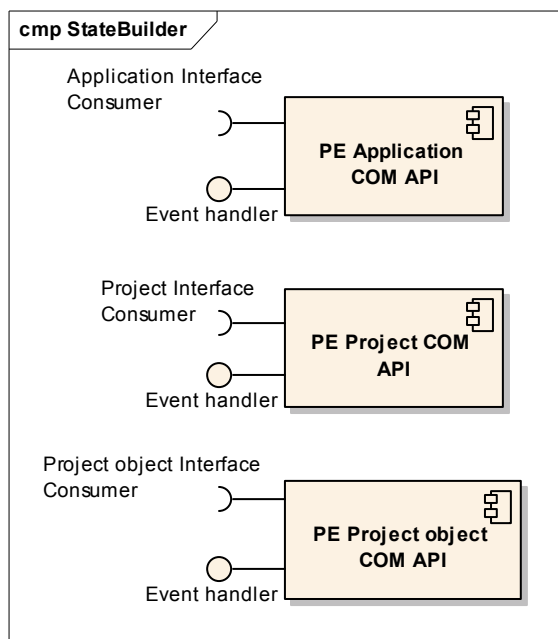 cmp StateBuilder
Application Interface
Consumer
PE Application
COM API
Event handler
Project Interface
Consumer
PE Project COM
API
Event handler
Project object Interface
Consumer
PE Project object
COM API
Event handler